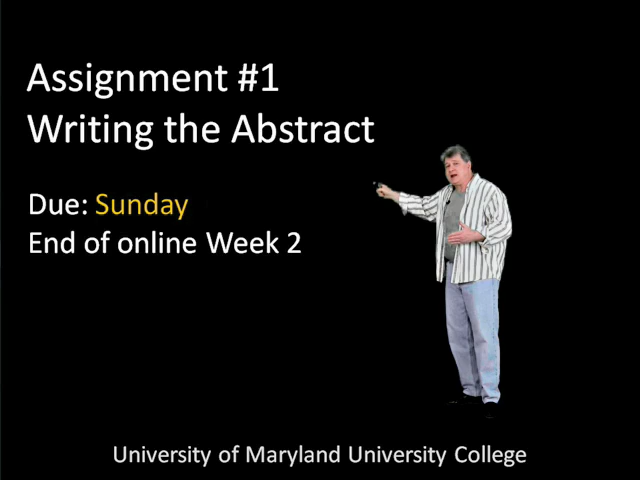 Assignment #1
Writing the Abstract
Due: Sunday
End of online Week 2
University of Maryland University College